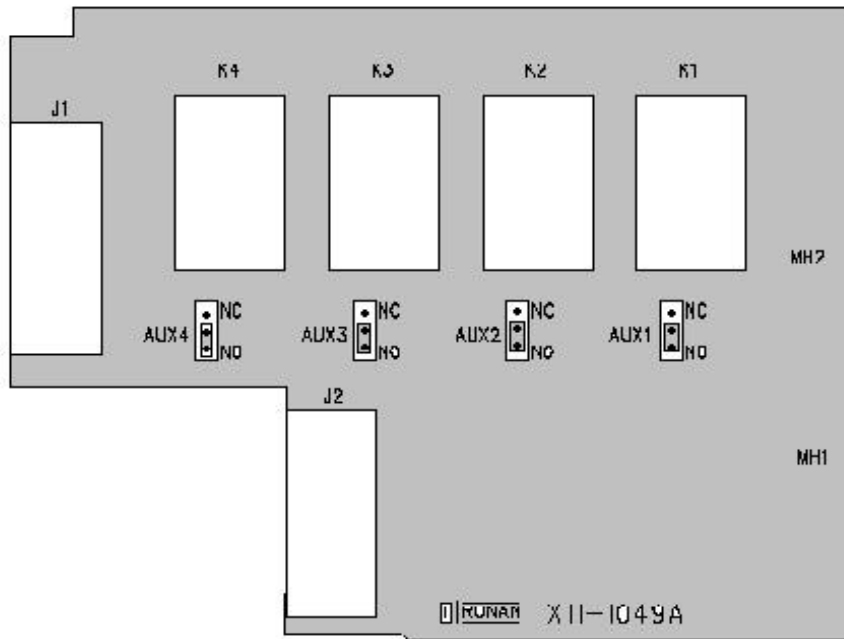 K4 K3 K2 K1
J1
MH2
NC NC NC NC
AUX4 AUX3 AUX2 AUX1
NO NO NO NO
J2
MH1
RONAN X11-1049A